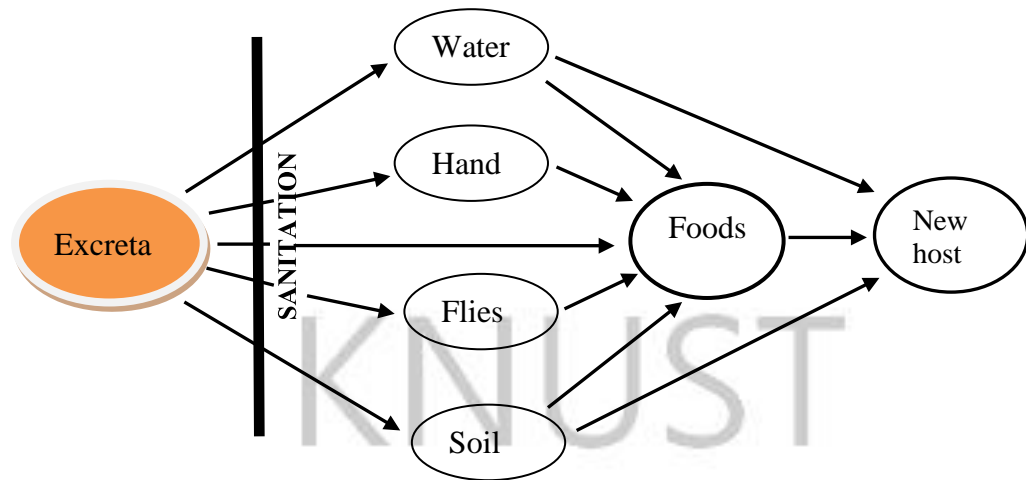 Water
Hand
SANITATION
Excreta
Foods
New
host
Flies
Soil
KNUST